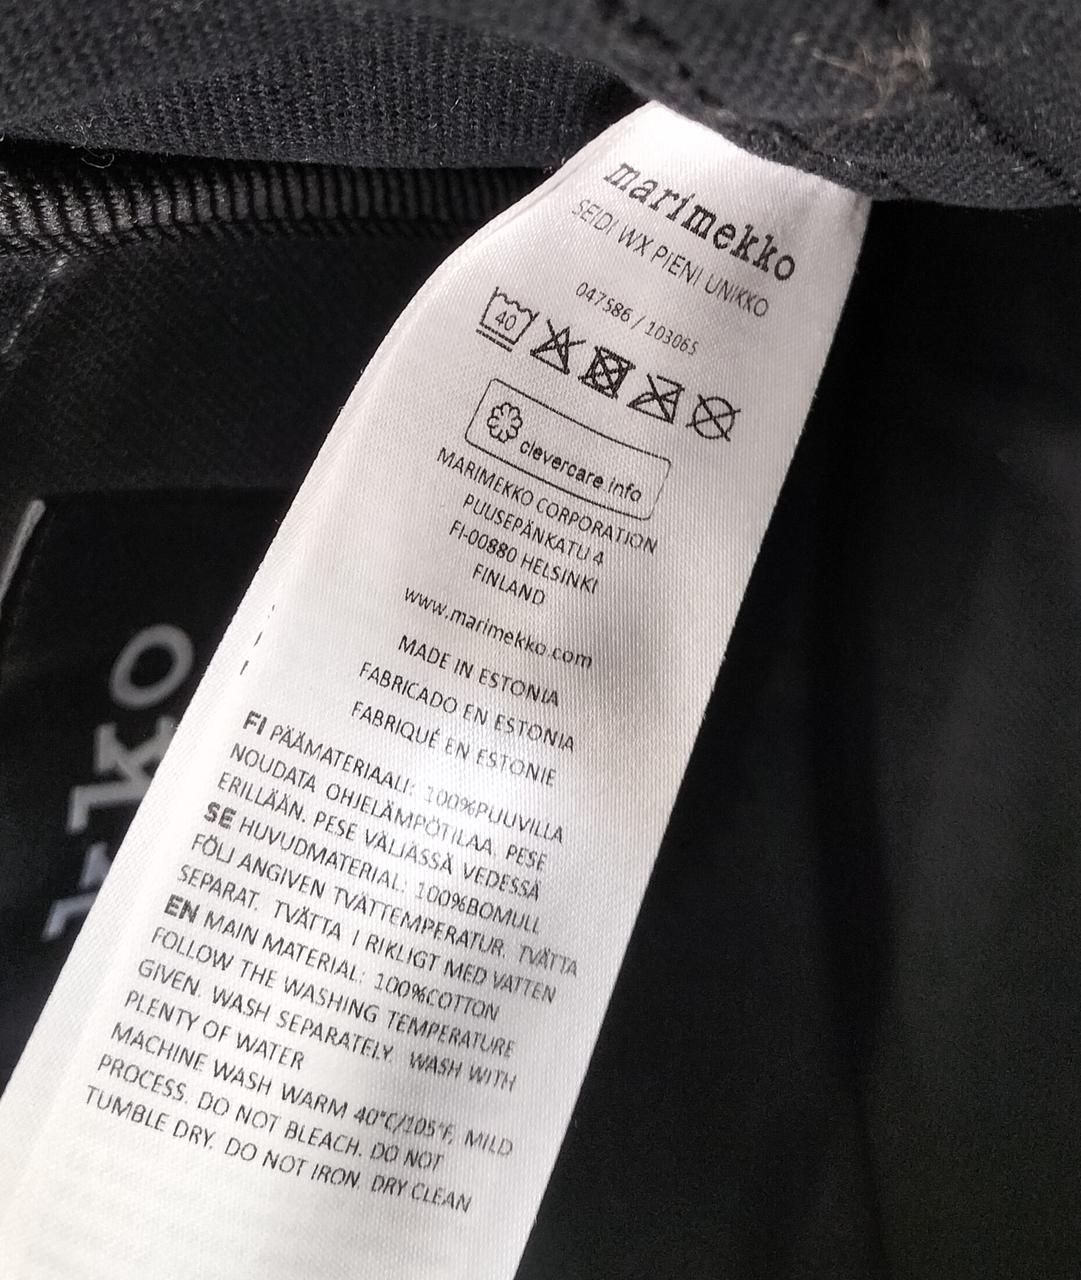 marimekko
SEIDI WX PIENI UNIKKO
047586 / 103065
40
clevercare.info
MARIMEKKO CORPORATION
PUUSEPÄNKATU 4
FI-00880 HELSINKI
FINLAND
www.marimekko.com
MADE IN ESTONIA
FABRICADO EN ESTONIA
FABRIQUÉ EN ESTONIE
FI PÄÄMATERIAALI: 100%PUUVILLA
NOUDATA OHJELÄMPÖTILAA. PESE
ERILLÄÄN. PESE VÄLJÄSSÄ VEDESSÄ
SE HUVUDMATERIAL: 100%BOMULL
FÖLJ ANGIVEN TVÄTTEMPERATUR. TVÄTTA
SEPARAT. TVÄTTA I RIKLIGT MED VATTEN
EN MAIN MATERIAL: 100%COTTON
FOLLOW THE WASHING TEMPERATURE
GIVEN. WASH SEPARATELY. WASH WITH
PLENTY OF WATER
MACHINE WASH WARM 40°C/105°F, MILD
PROCESS. DO NOT BLEACH. DO NOT
TUMBLE DRY. DO NOT IRON. DRY CLEAN
kko